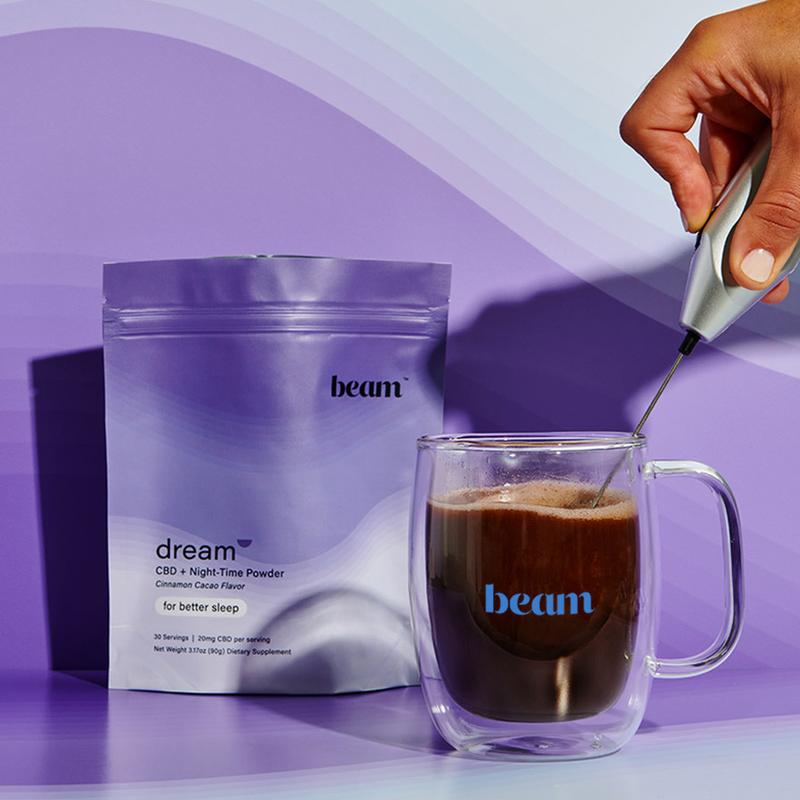 beam™
dream
CBD + Night-Time Powder
Cinnamon Cacao Flavor
for better sleep
30 Servings | 20mg CBD per serving
Net Weight 3.17oz (90g) Dietary Supplement
beam